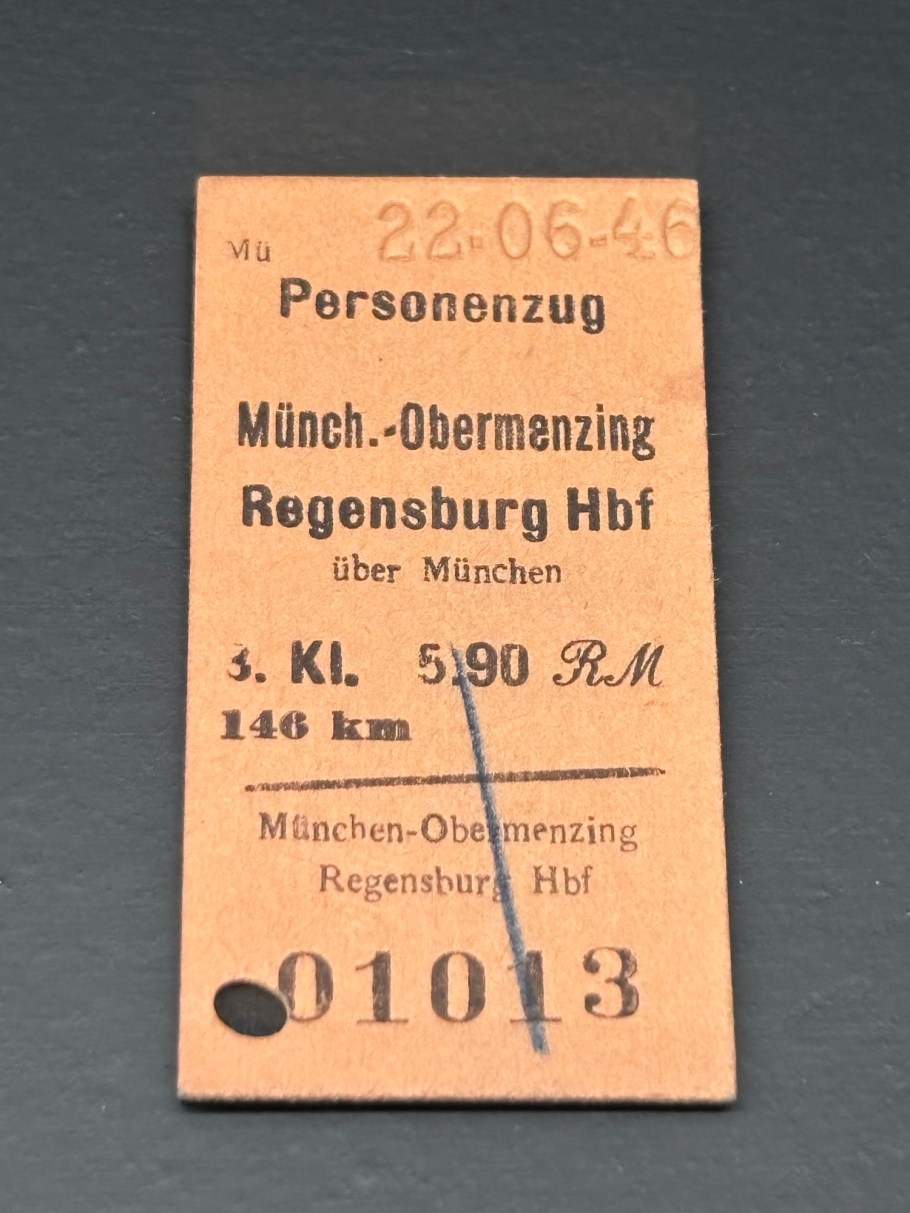 22·06-46
Mü
Personenzug
Münch.-Obermenzing
Regensburg Hbf
über München
3. Kl. 5.90 RM
146 km
München-Obermenzing
Regensburg Hbf
01013